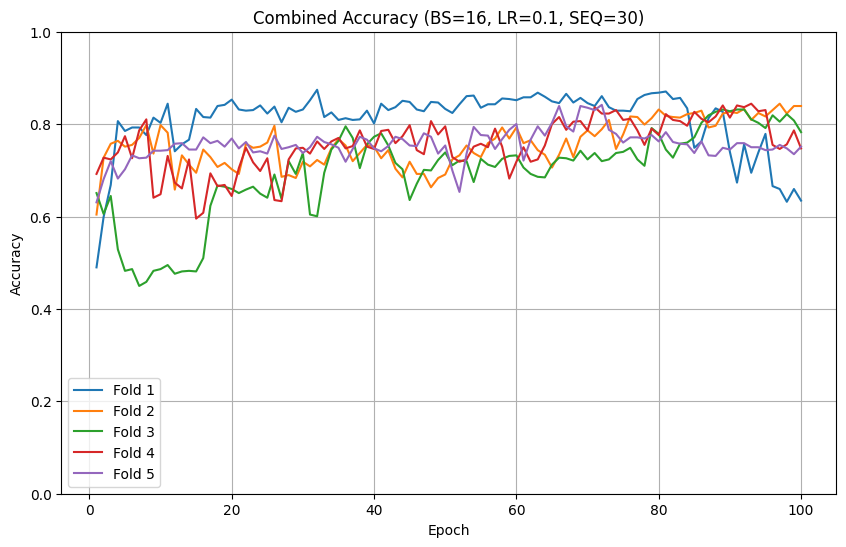 Combined Accuracy (BS=16, LR=0.1, SEQ=30)
1.0
0.8
0.6
0.4
0.2
0.0
Accuracy
Fold 1
Fold 2
Fold 3
Fold 4
Fold 5
0 20 40 60 80 100
Epoch